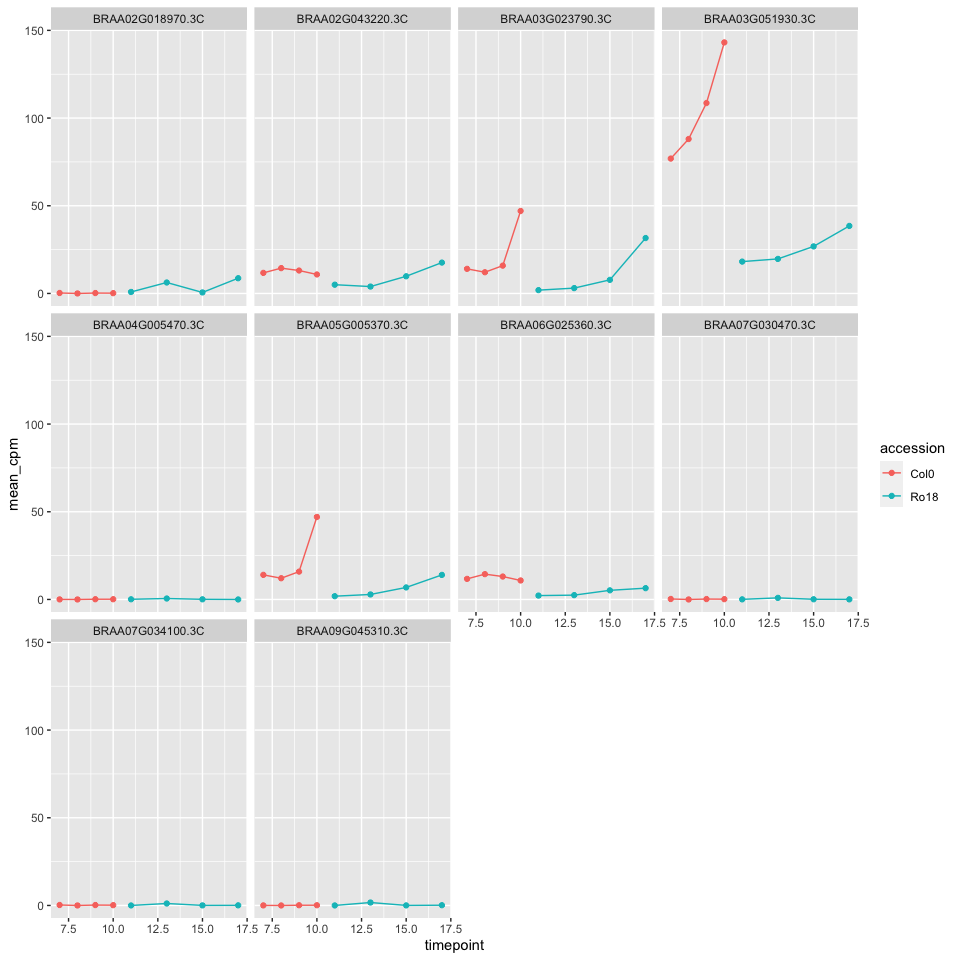 BRAA02G018970.3C BRAA02G043220.3C BRAA03G023790.3C BRAA03G051930.3C
150
100
50
0
BRAA04G005470.3C BRAA05G005370.3C BRAA06G025360.3C BRAA07G030470.3C
150
100
50
0
7.5 10.0 12.5 15.0 17.5 7.5 10.0 12.5 15.0 17.5
BRAA07G034100.3C BRAA09G045310.3C
150
100
50
0
7.5 10.0 12.5 15.0 17.5 7.5 10.0 12.5 15.0 17.5
timepoint
mean_cpm
accession
Col0
Ro18